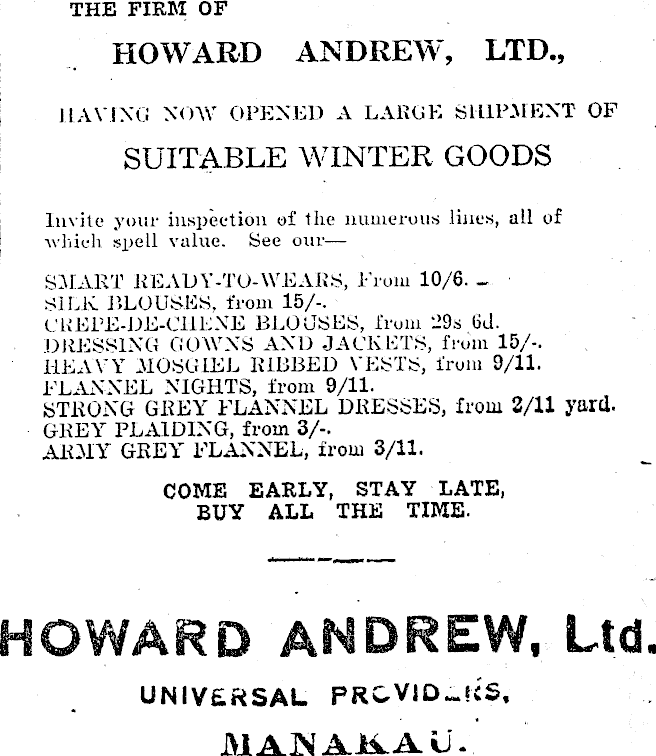 THE FIRM OF
HOWARD ANDREW, LTD.,
HAVING NOW OPENED A LARGE SHIPMENT OF
SUITABLE WINTER GOODS
Invite your inspection of the numerous lines, all of
which spell value. See our—
SMART READY-TO-WEARS, From 10/6.
SILK BLOUSES, from 15/-.
CREPE-DE-CHENE BLOUSES, from 29s 6d.
DRESSING GOWNS AND JACKETS, from 15/-.
HEAVY MOSGIEL RIBBED VESTS, from 9/11.
FLANNEL NIGHTS, from 9/11.
STRONG GREY FLANNEL DRESSES, from 2/11 yard.
GREY PLAIDING, from 3/-.
ARMY GREY FLANNEL, from 3/11.
COME EARLY, STAY LATE,
BUY ALL THE TIME.
HOWARD ANDREW, Ltd.
UNIVERSAL PROVIDERS,
MANAKAU.